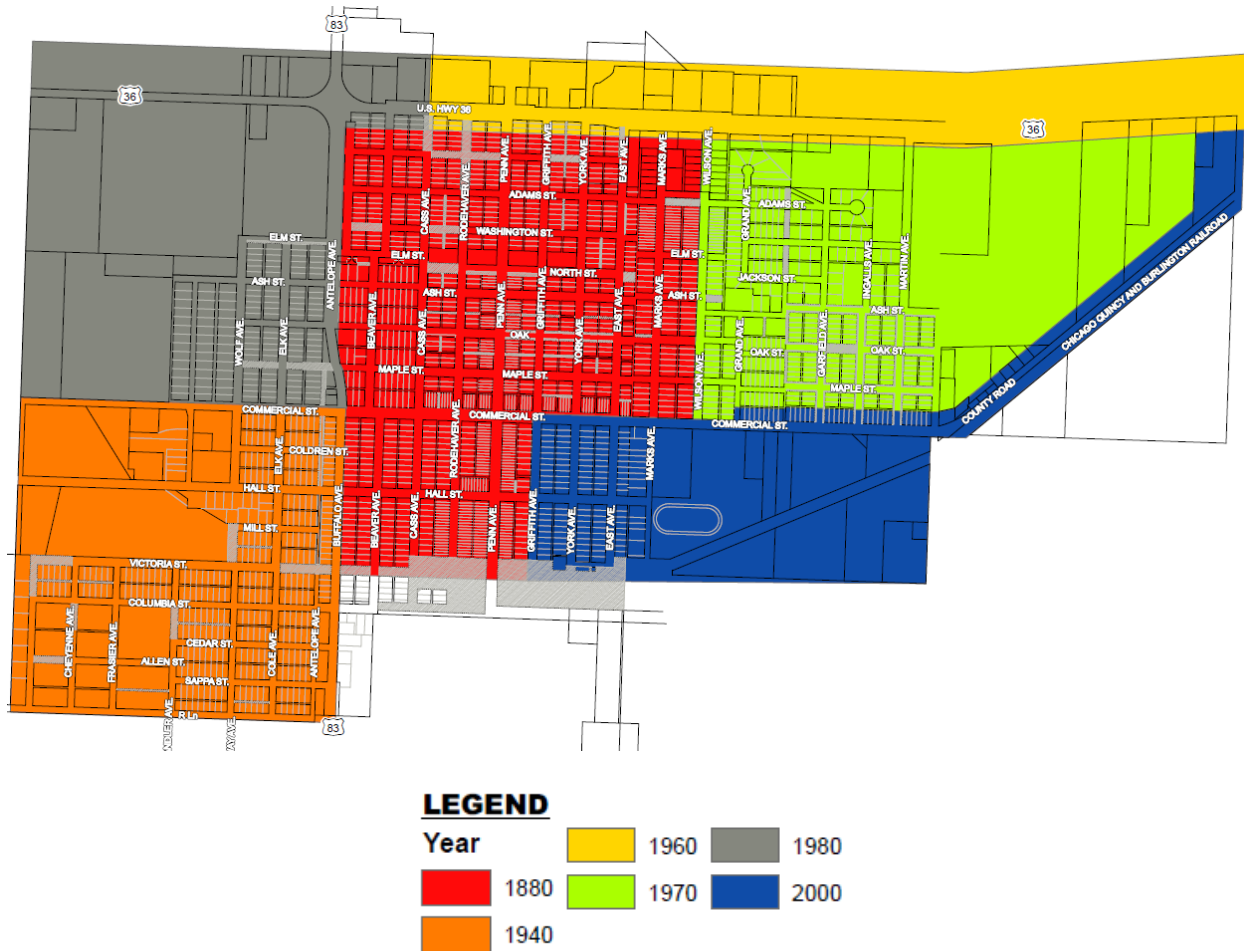 83
36
U.S. HWY 36
36
WILSON AVE.
PENN AVE.
GRIFFITH AVE.
YORK AVE.
EAST AVE.
MARKS AVE.
CASS AVE.
RODEHAVER AVE.
ADAMS ST.
GRAND AVE.
ADAMS ST.
WASHINGTON ST.
ELM ST.
ANTELOPE AVE.
ELM ST.
ELM ST.
INGALLS AVE.
MARTIN AVE.
CHICAGO QUINCY AND BURLINGTON RAILROAD
NORTH ST.
JACKSON ST.
ASH ST.
ASH ST.
ASH ST.
ASH ST.
BEAVER AVE.
CASS AVE.
PENN AVE.
GRIFFITH AVE.
EAST AVE.
MARKS AVE.
WOLF AVE.
ELK AVE.
OAK
YORK AVE.
GRAND AVE.
GARFIELD AVE.
OAK ST.
OAK ST.
MAPLE ST.
MAPLE ST.
WILSON AVE.
MAPLE ST.
COUNTY ROAD
COMMERCIAL ST.
RODEHAVER AVE.
COMMERCIAL ST.
COMMERCIAL ST.
ELK AVE.
COLDREN ST.
MARKS AVE.
HALL ST.
HALL ST.
BUFFALO AVE.
BEAVER AVE.
CASS AVE.
PENN AVE.
GRIFFITH AVE.
YORK AVE.
EAST AVE.
MILL ST.
VICTORIA ST.
COLUMBIA ST.
CHEYENNE AVE.
FRASIER AVE.
CEDAR ST.
COLE AVE.
ANTELOPE AVE.
ALLEN ST.
SAPPA ST.
R Ln
NDLER AVE.
WAY AVE.
83
LEGEND
Year
1880
1940
1960
1970
1980
2000